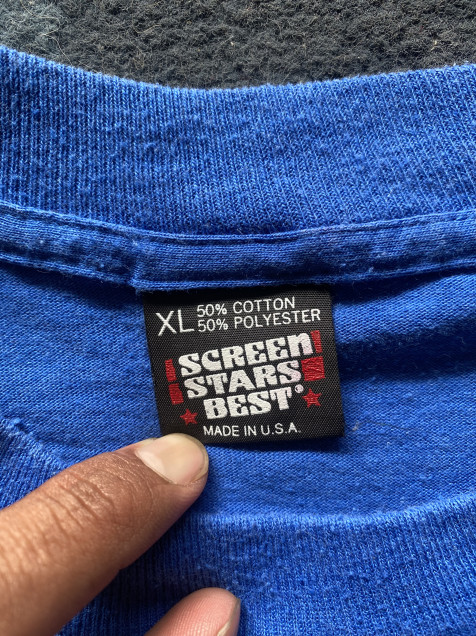 XL 50% COTTON
50% POLYESTER
SCREEN
STARS
BEST®
MADE IN U.S.A.